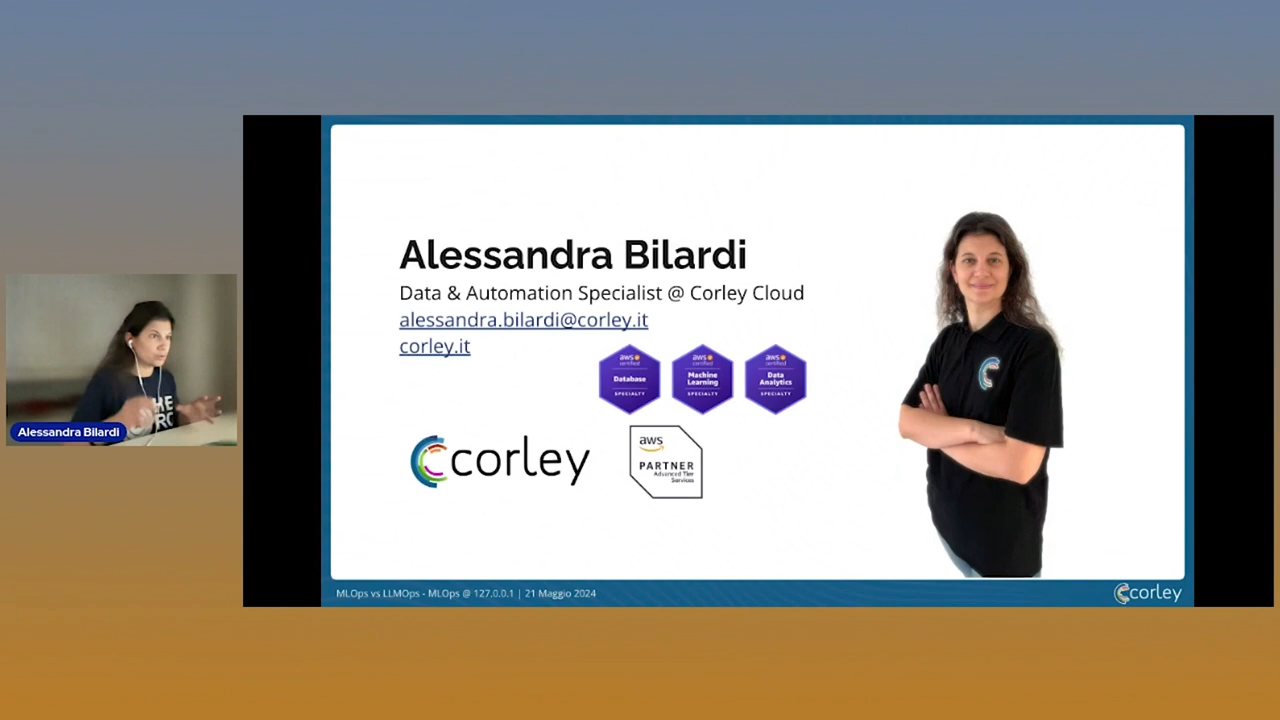 Alessandra Bilardi
Data & Automation Specialist @ Corley Cloud
alessandra.bilardi@corley.it
corley.it
aws certified
Database
SPECIALTY
aws certified
Machine
Learning
SPECIALTY
aws certified
Data
Analytics
SPECIALTY
corley
aws
PARTNER
Advanced Tier
Services
Alessandra Bilardi
MLOps vs LLMOps - MLOps @ 127.0.0.1 | 21 Maggio 2024
corley